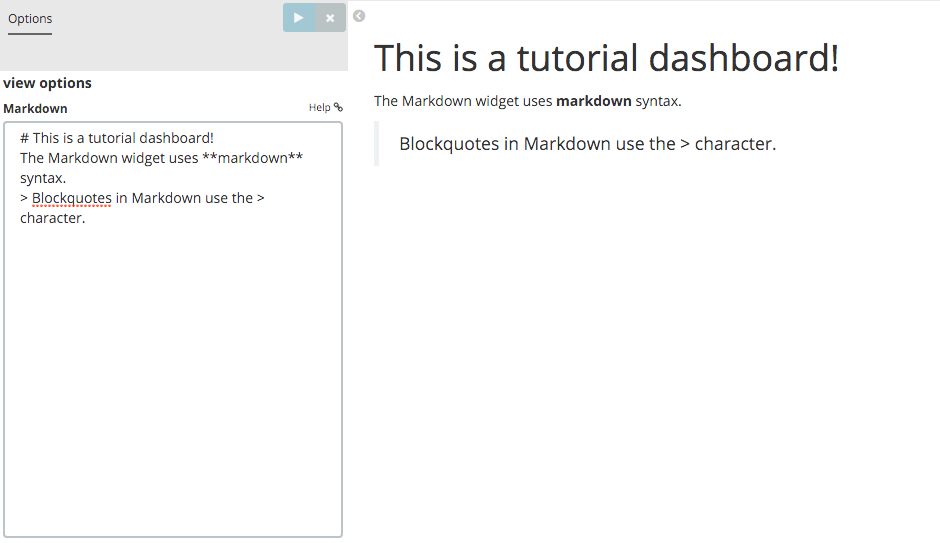 Options
view options
Markdown
Help
# This is a tutorial dashboard!
The Markdown widget uses **markdown**
syntax.
> Blockquotes in Markdown use the >
character.
This is a tutorial dashboard!
The Markdown widget uses markdown syntax.
Blockquotes in Markdown use the > character.